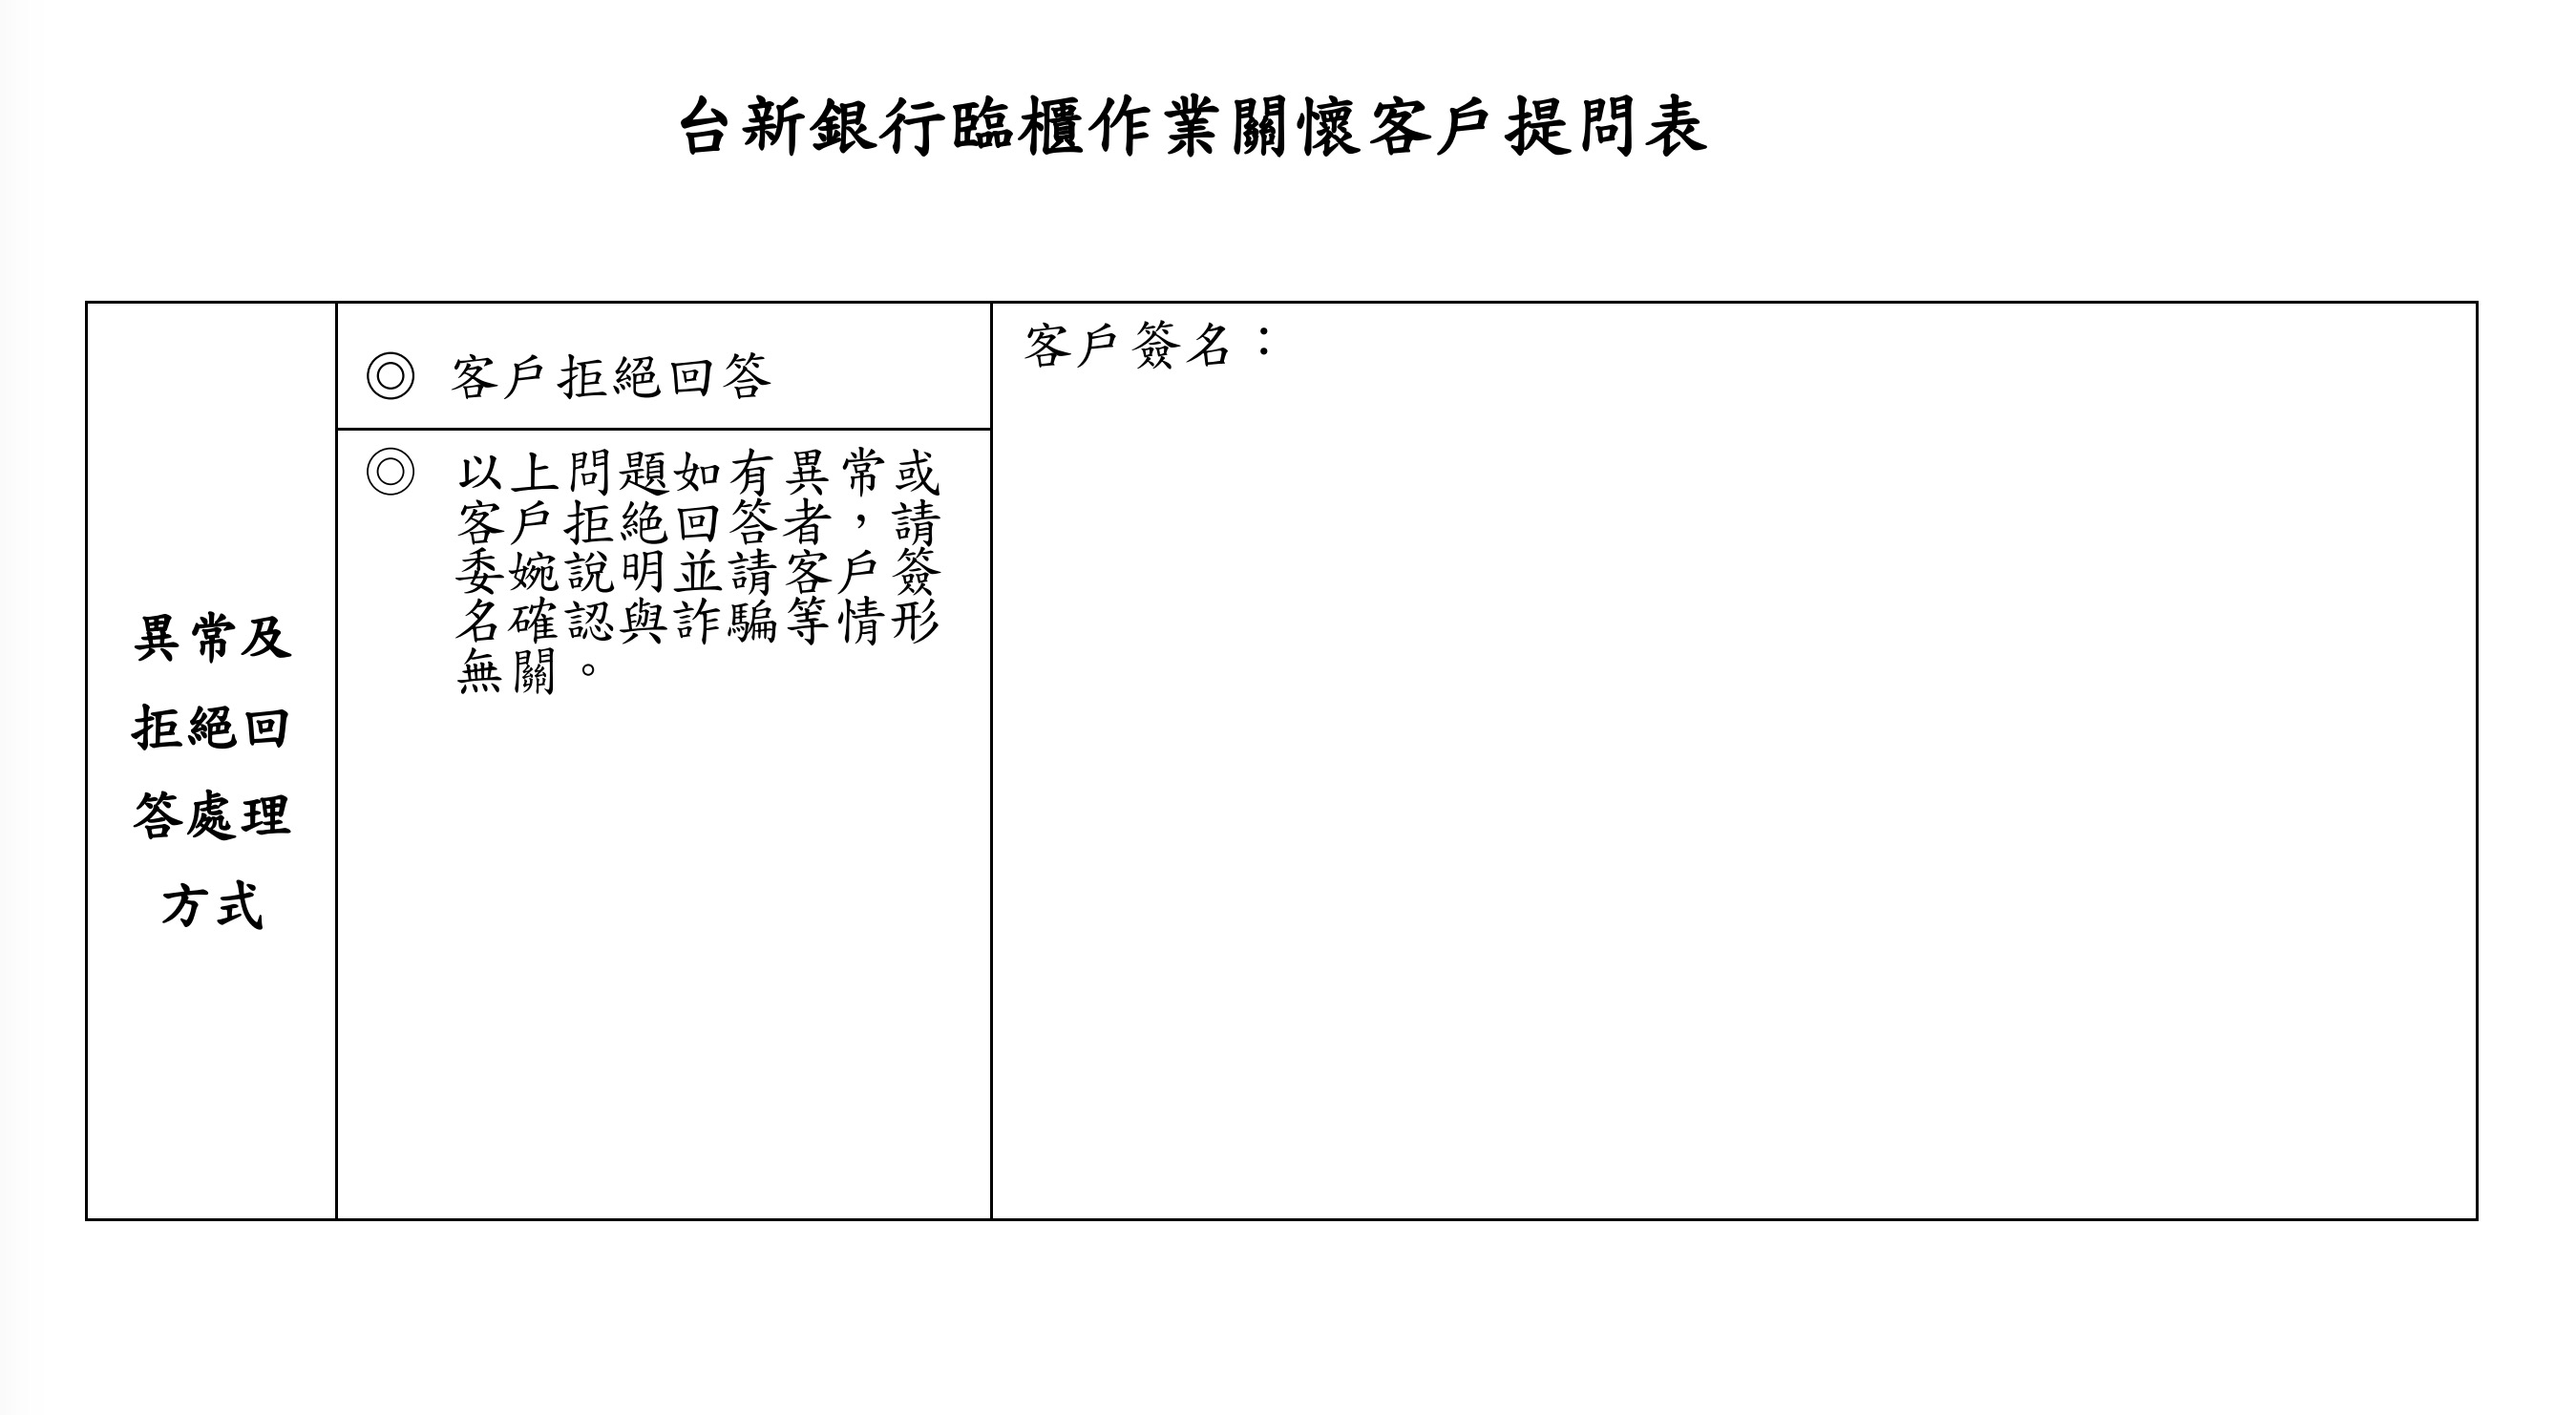 台新銀行臨櫃作業關懷客戶提問表
異常及
拒絕回
答處理
方式
◎ 客戶拒絕回答
◎ 以上問題如有異常或
客戶拒絕回答者，請
委婉說明並請客戶簽
名確認與詐騙等情形
無關。
客戶簽名：